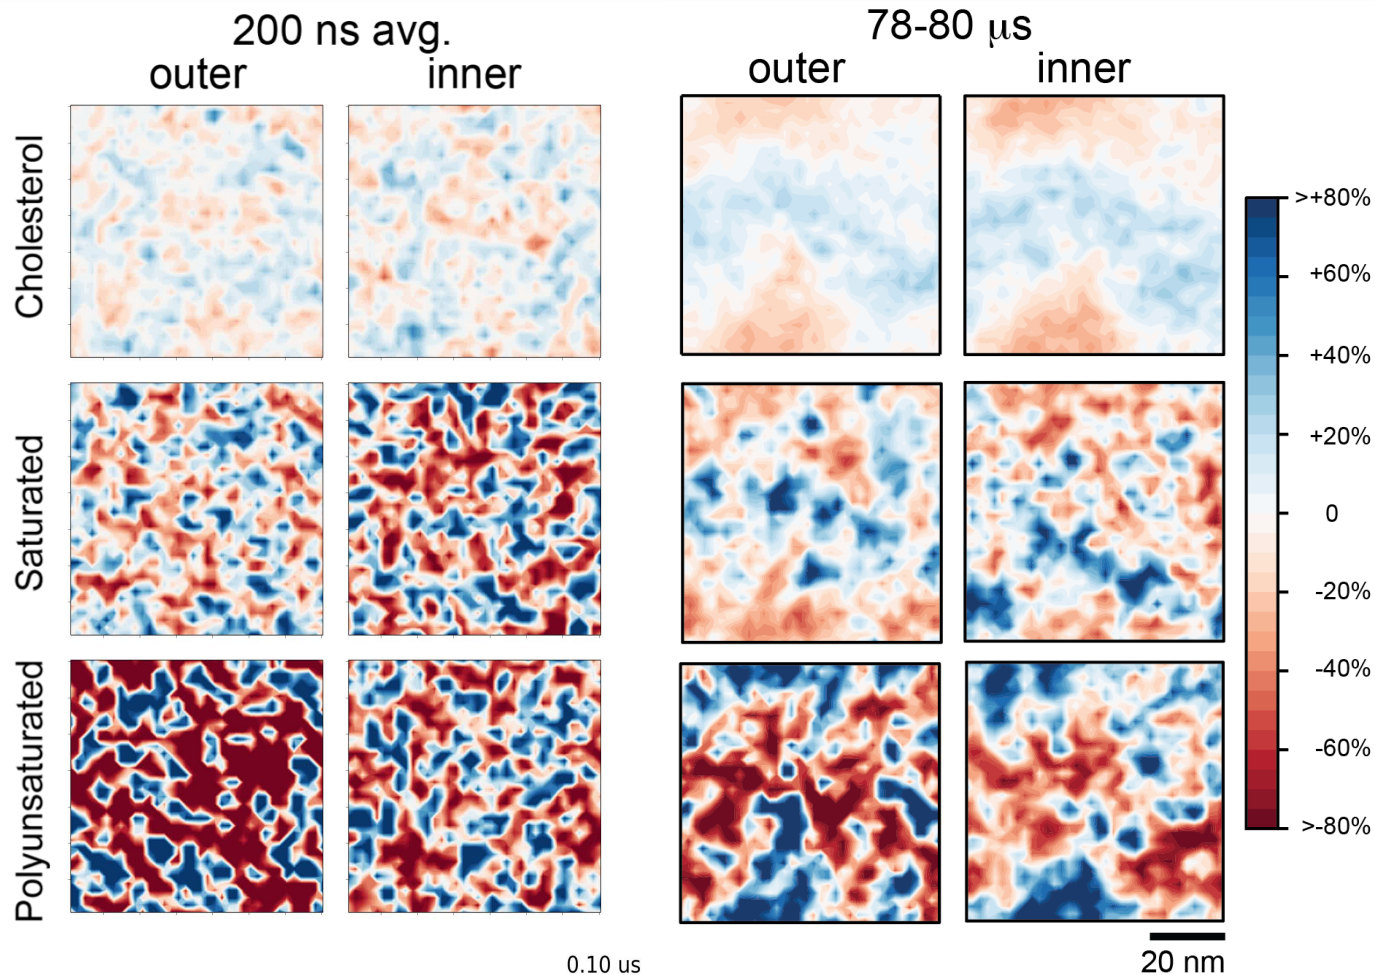 200 ns avg.
78-80 μs
outer
inner
outer
inner
Cholesterol
Saturated
Polyunsaturated
>+80%
+60%
+40%
+20%
0
-20%
-40%
-60%
>-80%
0.10 us
20 nm